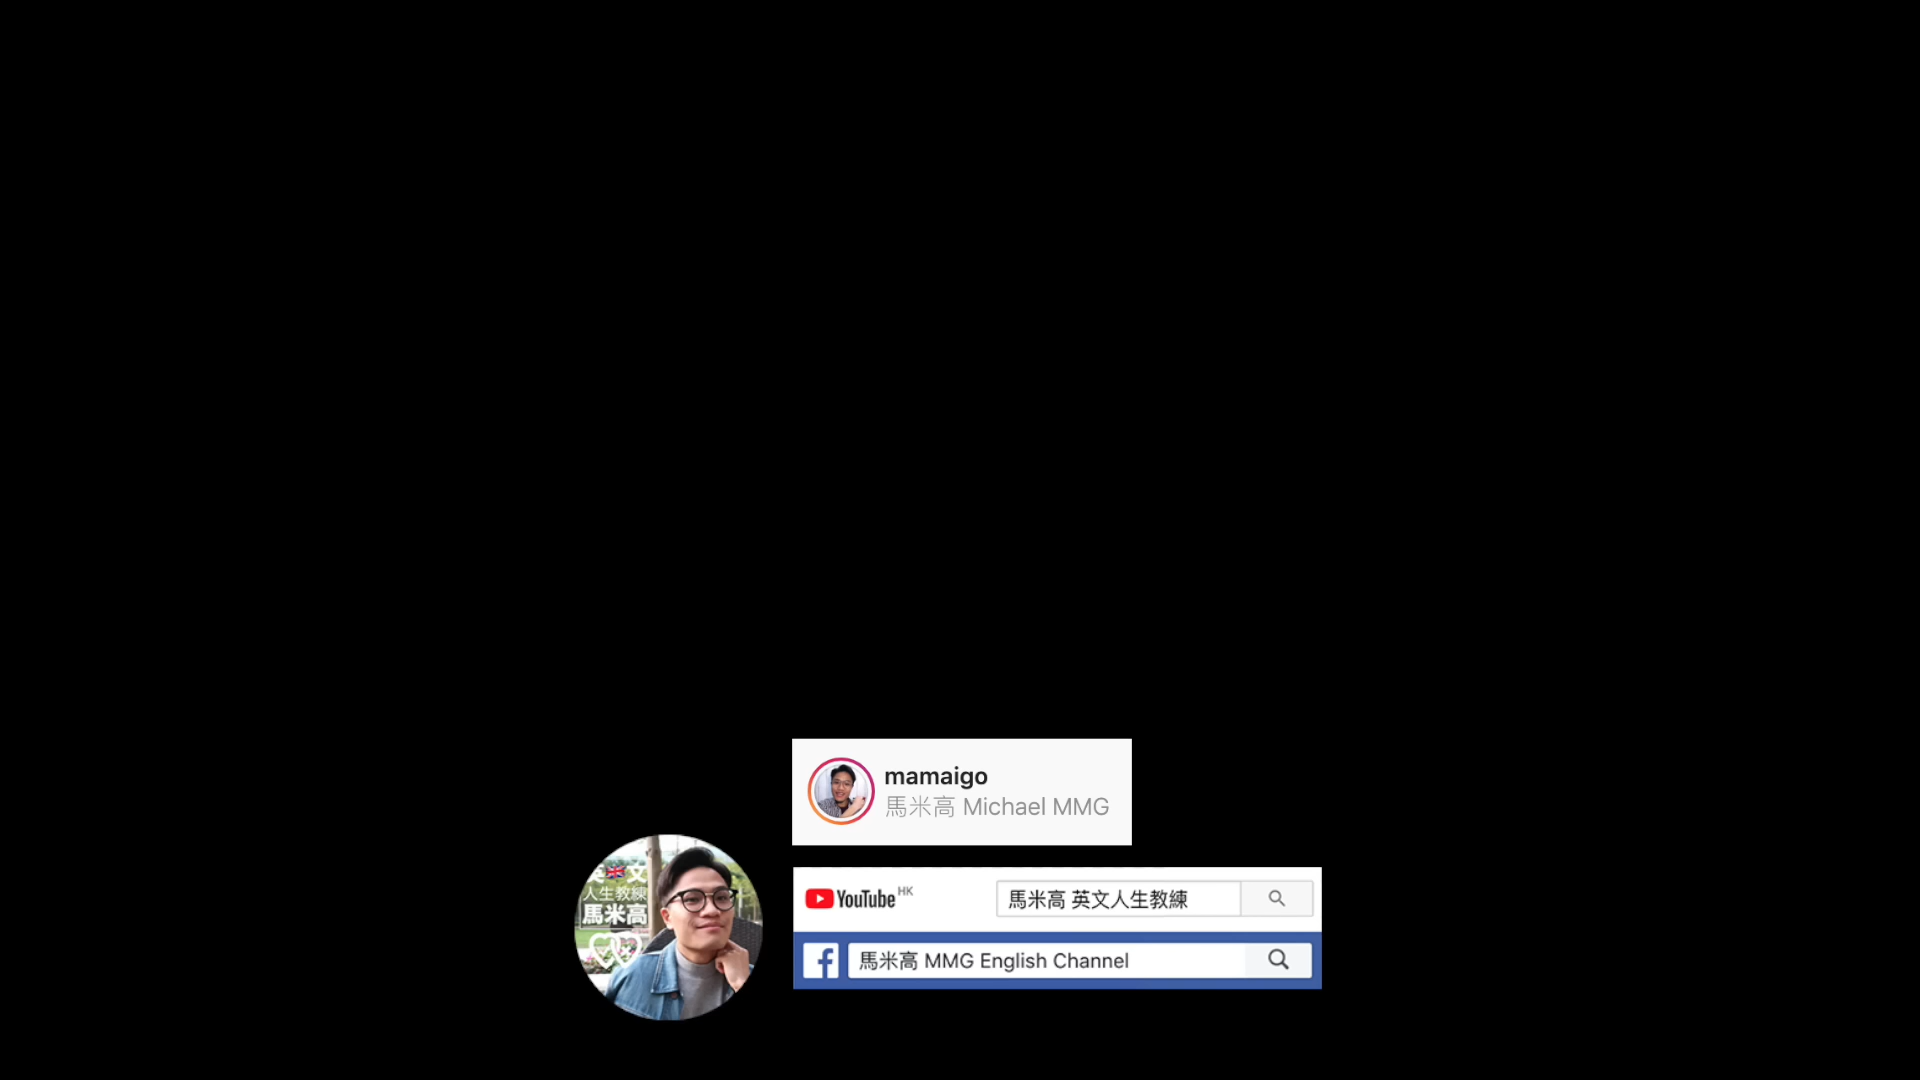 mamaigo
馬米高 Michael MMG
英文
人生教練
馬米高
YouTube HK
馬米高 英文人生教練
馬米高 MMG English Channel